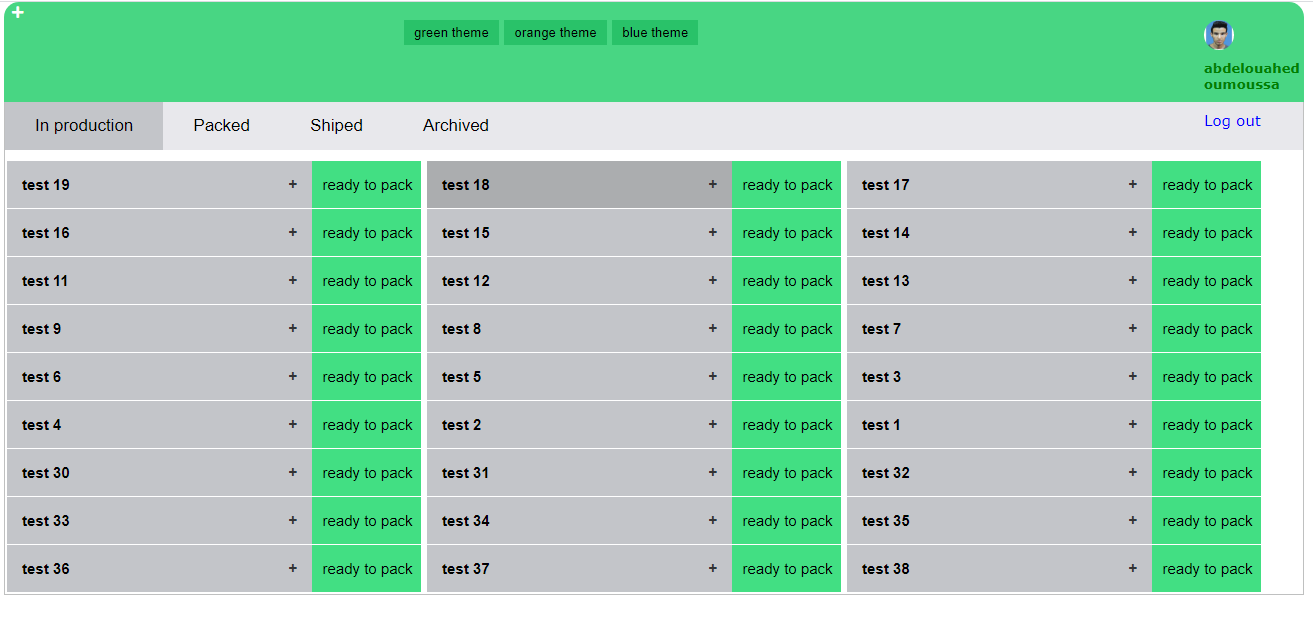 +
green theme orange theme blue theme
abdelouahed
oumoussa
In production Packed Shiped Archived Log out
test 19 + ready to pack test 18 + ready to pack test 17 + ready to pack
test 16 + ready to pack test 15 + ready to pack test 14 + ready to pack
test 11 + ready to pack test 12 + ready to pack test 13 + ready to pack
test 9 + ready to pack test 8 + ready to pack test 7 + ready to pack
test 6 + ready to pack test 5 + ready to pack test 3 + ready to pack
test 4 + ready to pack test 2 + ready to pack test 1 + ready to pack
test 30 + ready to pack test 31 + ready to pack test 32 + ready to pack
test 33 + ready to pack test 34 + ready to pack test 35 + ready to pack
test 36 + ready to pack test 37 + ready to pack test 38 + ready to pack